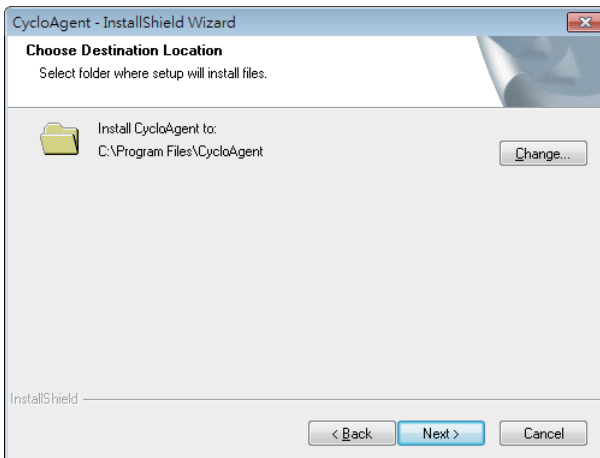 CycloAgent - InstallShield Wizard
Choose Destination Location
Select folder where setup will install files.
Install CycloAgent to:
C:\Program Files\CycloAgent
Change...
InstallShield
< Back
Next >
Cancel